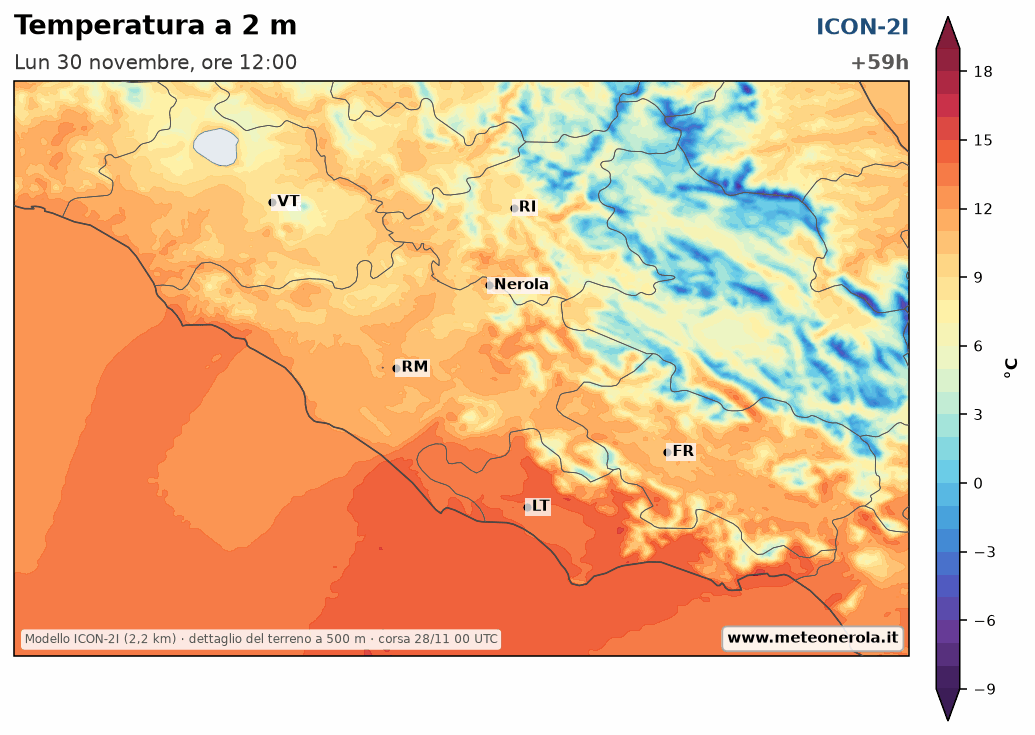 Temperatura a 2 m
ICON-2I
Lun 30 novembre, ore 12:00
+59h
VT
RI
Nerola
RM
FR
LT
Modello ICON-2I (2,2 km) · dettaglio del terreno a 500 m · corsa 28/11 00 UTC
www.meteonerola.it
18
15
12
9
6
3
0
−3
−6
−9
°C